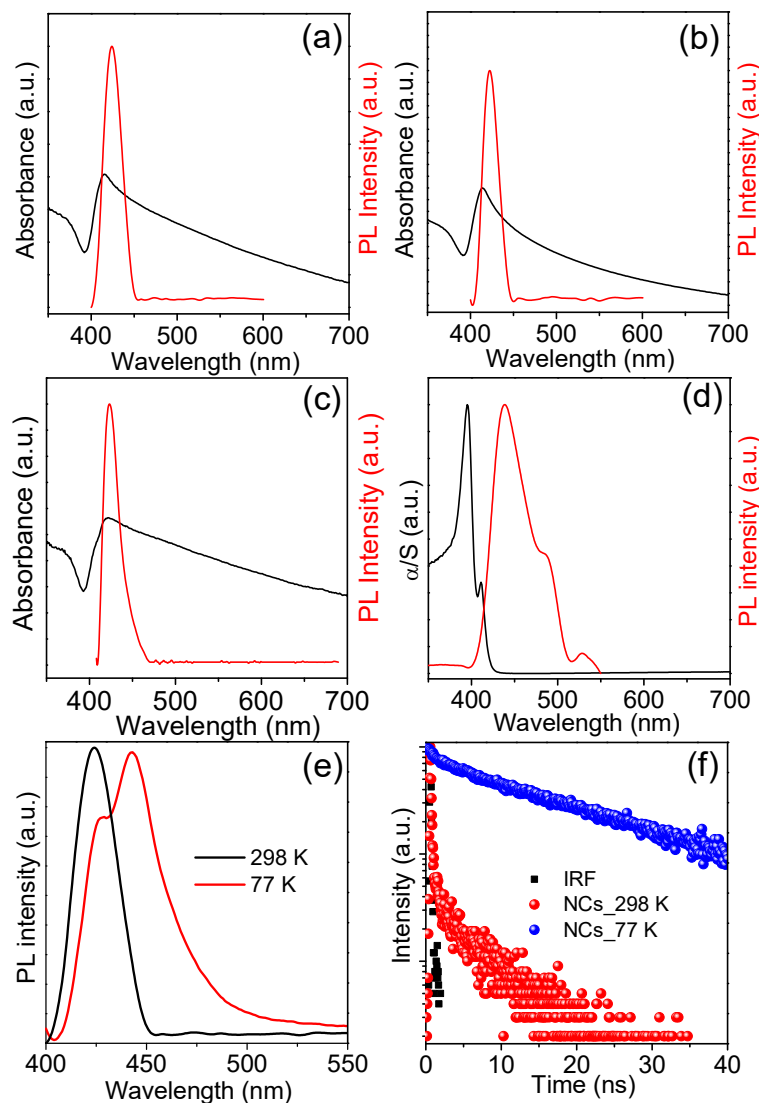 (a)
Absorbance (a.u.)
PL Intensity (a.u.)
400 500 600 700
Wavelength (nm)
(b)
Absorbance (a.u.)
PL Intensity (a.u.)
400 500 600 700
Wavelength (nm)
(c)
Absorbance (a.u.)
PL Intensity (a.u.)
400 500 600 700
Wavelength (nm)
(d)
α/S (a.u.)
PL intensity (a.u.)
400 500 600 700
Wavelength (nm)
(e)
PL intensity (a.u.)
298 K
77 K
400 450 500 550
Wavelength (nm)
(f)
Intensity (a.u.)
IRF
NCs_298 K
NCs_77 K
0 10 20 30 40
Time (ns)